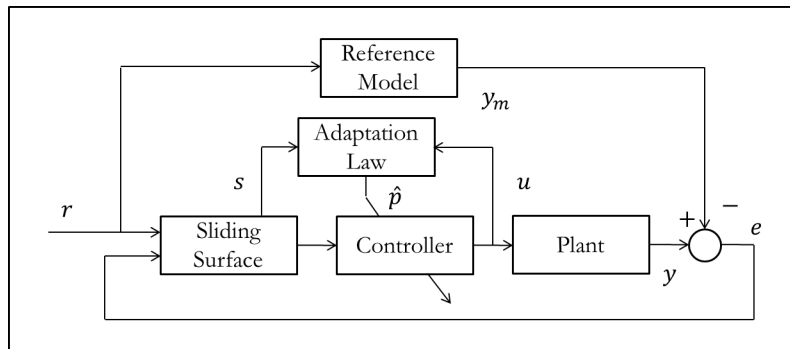 Reference
Model
y_m
Adaptation
Law
s
p̂
u
r
+
−
e
Sliding
Surface
Controller
Plant
y